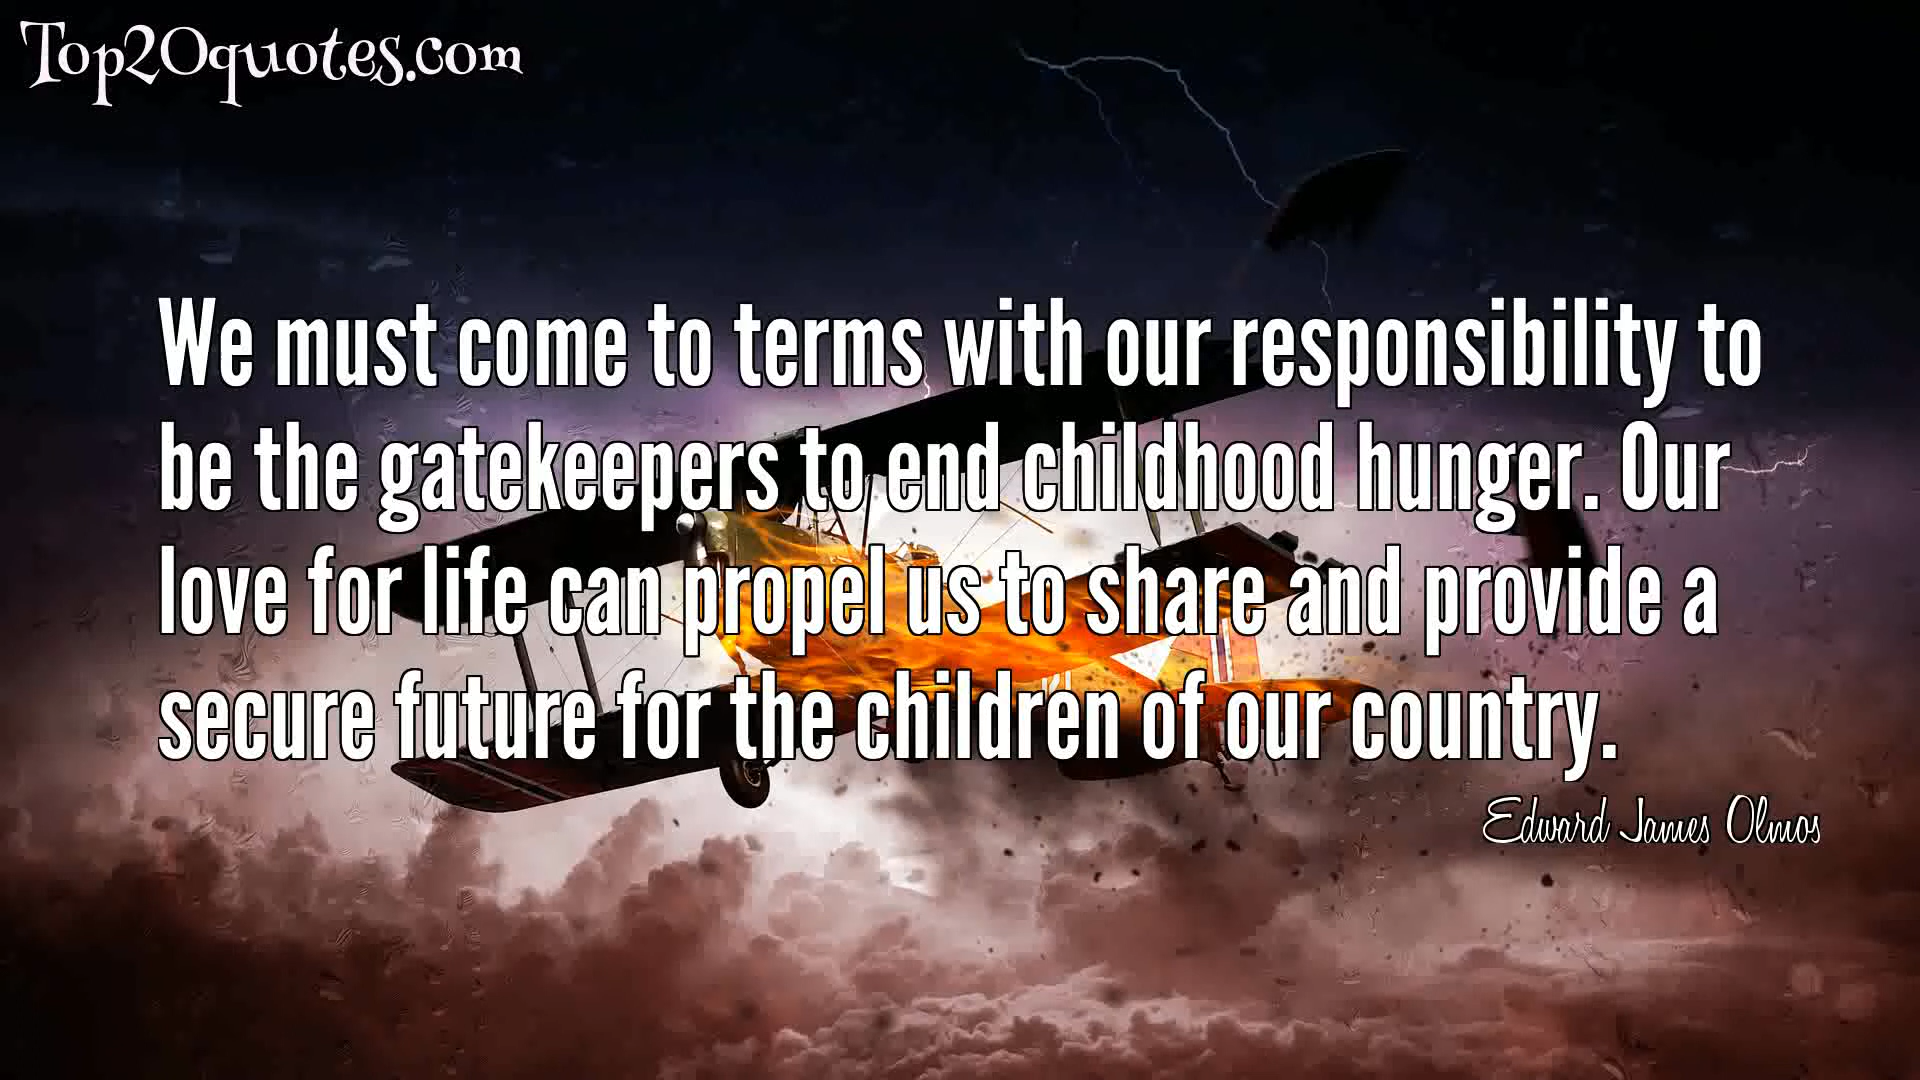 Top20quotes.com
We must come to terms with our responsibility to
be the gatekeepers to end childhood hunger. Our
love for life can propel us to share and provide a
secure future for the children of our country.
Edward James Olmos